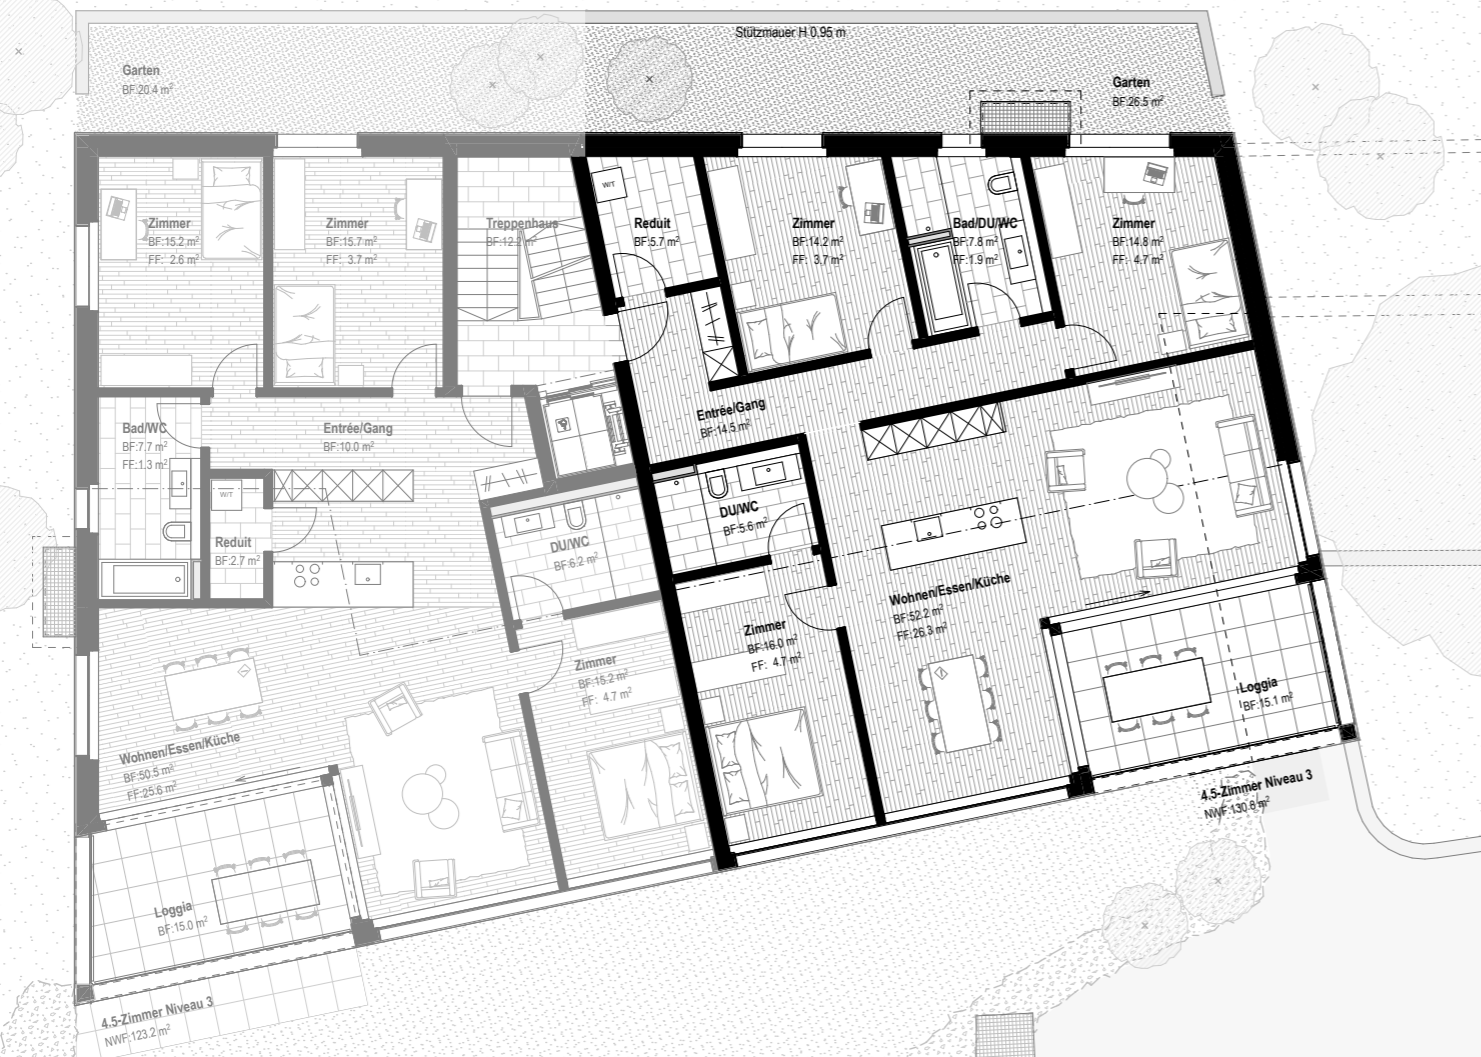 Stützmauer H 0.95 m
Garten
BF:20.4 m²
Garten
BF:26.5 m²
Zimmer
BF:15.2 m²
FF: 2.6 m²
Zimmer
BF:15.7 m²
FF: 3.7 m²
Treppenhaus
W/T
Reduit
BF:5.7 m²
Zimmer
BF:14.2 m²
FF: 3.7 m²
Bad/DU/WC
BF:7.8 m²
FF:1.9 m²
Zimmer
BF:14.8 m²
FF: 4.7 m²
Bad/WC
BF:7.7 m²
FF:1.3 m²
Entrée/Gang
BF:10.0 m²
Entrée/Gang
BF:14.5 m²
W/T
Reduit
BF:2.7 m²
DU/WC
BF:6.2 m²
DU/WC
BF:5.6 m²
Wohnen/Essen/Küche
BF:52.2 m²
FF:26.3 m²
Zimmer
BF:16.0 m²
FF: 4.7 m²
Zimmer
BF:15.2 m²
FF: 4.7 m²
Loggia
BF:15.1 m²
Wohnen/Essen/Küche
BF:50.5 m²
FF:25.6 m²
4.5-Zimmer Niveau 3
NWF:130.8 m²
Loggia
BF:15.0 m²
4.5-Zimmer Niveau 3
NWF:123.2 m²